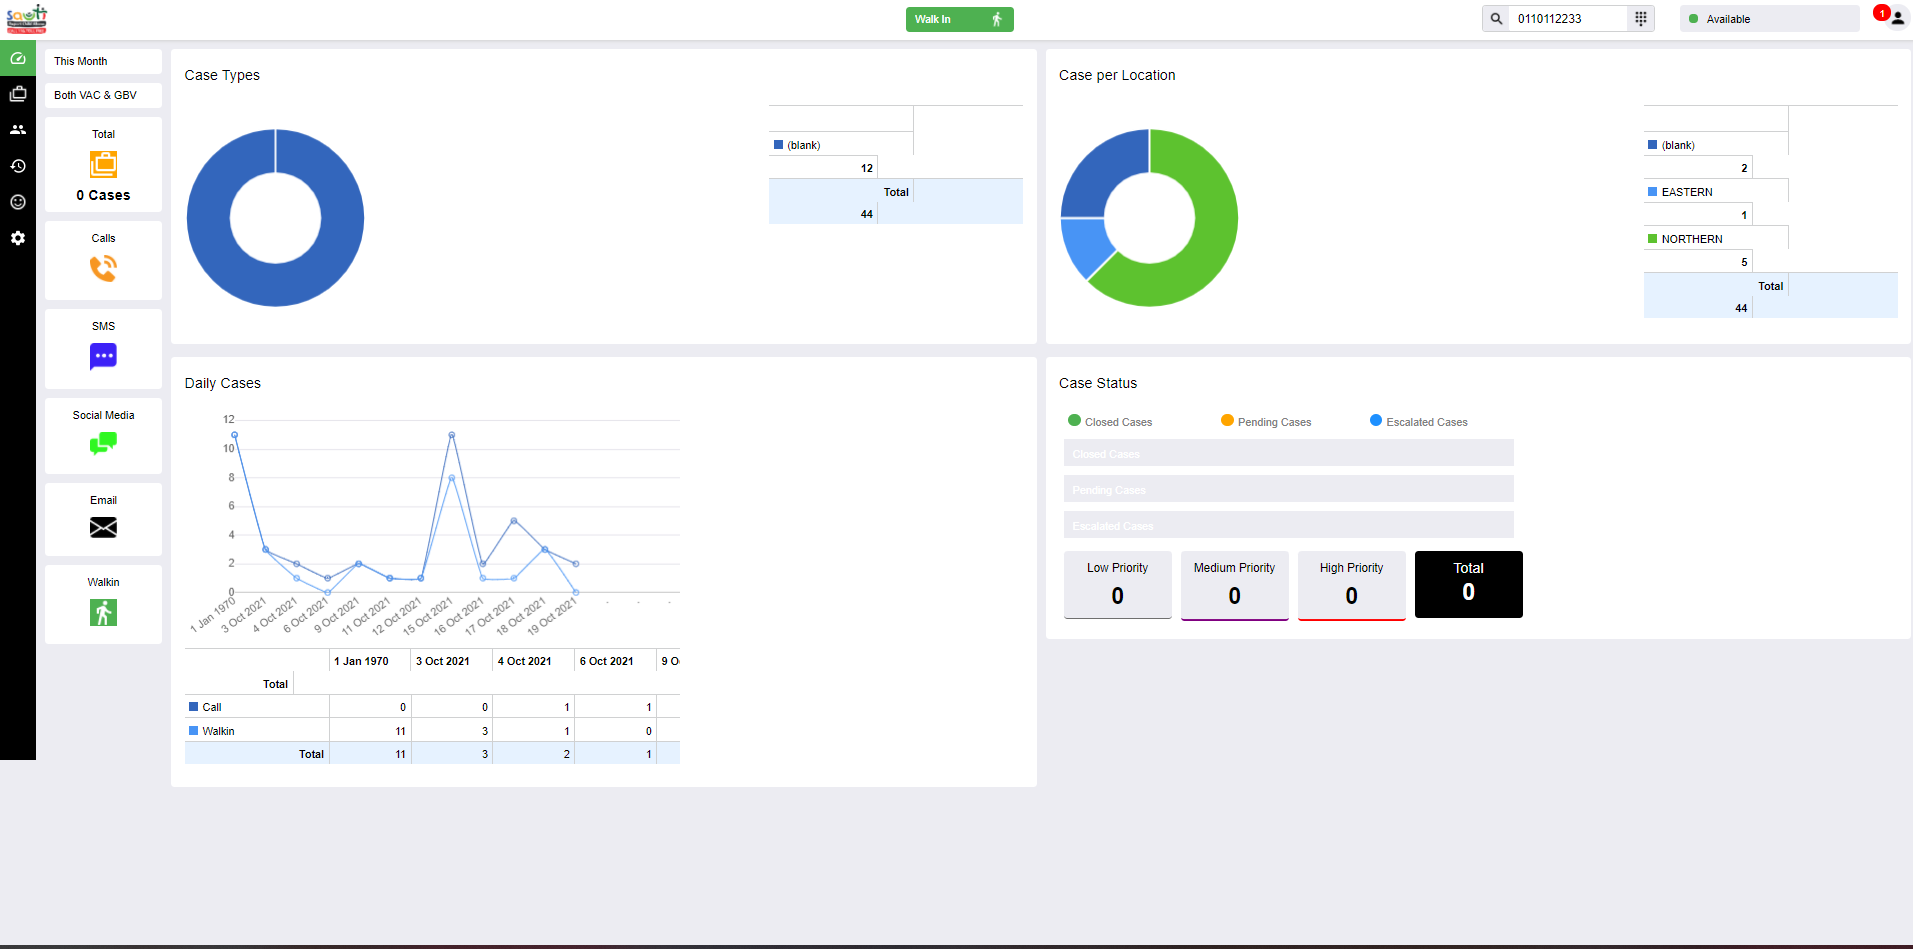 sauti
Walk In
0110112233
Available
1
This Month
Both VAC & GBV
Total
0 Cases
Calls
SMS
Social Media
Email
Walkin
Case Types
(blank)
12
Total
44
Case per Location
(blank)
2
EASTERN
1
NORTHERN
5
Total
44
Daily Cases
12
10
8
6
4
2
0
1 Jan 1970
3 Oct 2021
4 Oct 2021
6 Oct 2021
9 Oct 2021
11 Oct 2021
12 Oct 2021
15 Oct 2021
16 Oct 2021
17 Oct 2021
18 Oct 2021
19 Oct 2021
1 Jan 1970 3 Oct 2021 4 Oct 2021 6 Oct 2021 9 O
Total
Call 0 0 1 1
Walkin 11 3 1 0
Total 11 3 2 1
Case Status
Closed Cases Pending Cases Escalated Cases
Closed Cases
Pending Cases
Escalated Cases
Low Priority Medium Priority High Priority Total
0 0 0 0